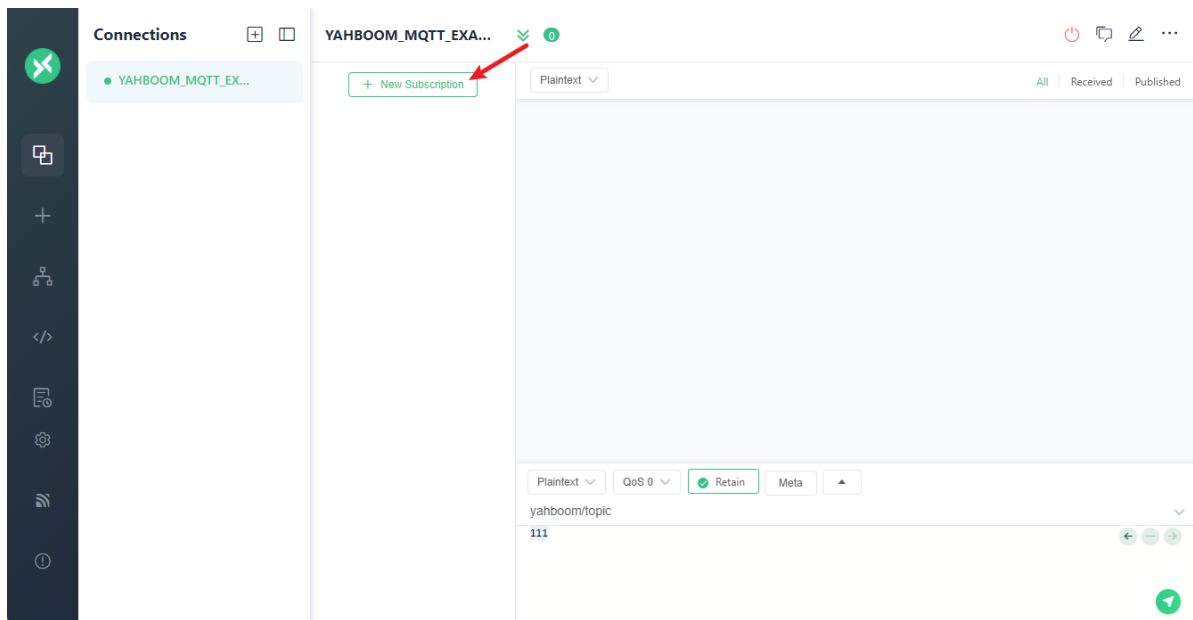 Connections
YAHBOOM_MQTT_EX...
YAHBOOM_MQTT_EXA...
0
+ New Subscription
Plaintext
All
Received
Published
Plaintext
QoS 0
Retain
Meta
yahboom/topic
111